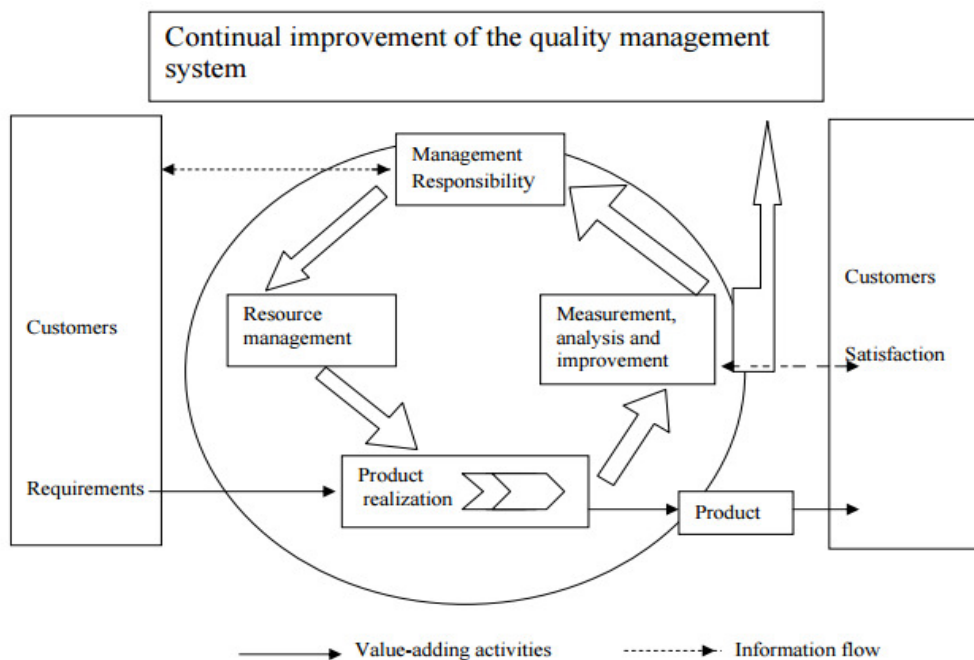 Continual improvement of the quality management
system
Management
Responsibility
Customers
Requirements
Resource
management
Measurement,
analysis and
improvement
Product
realization
Product
Customers
Satisfaction
Value-adding activities
Information flow